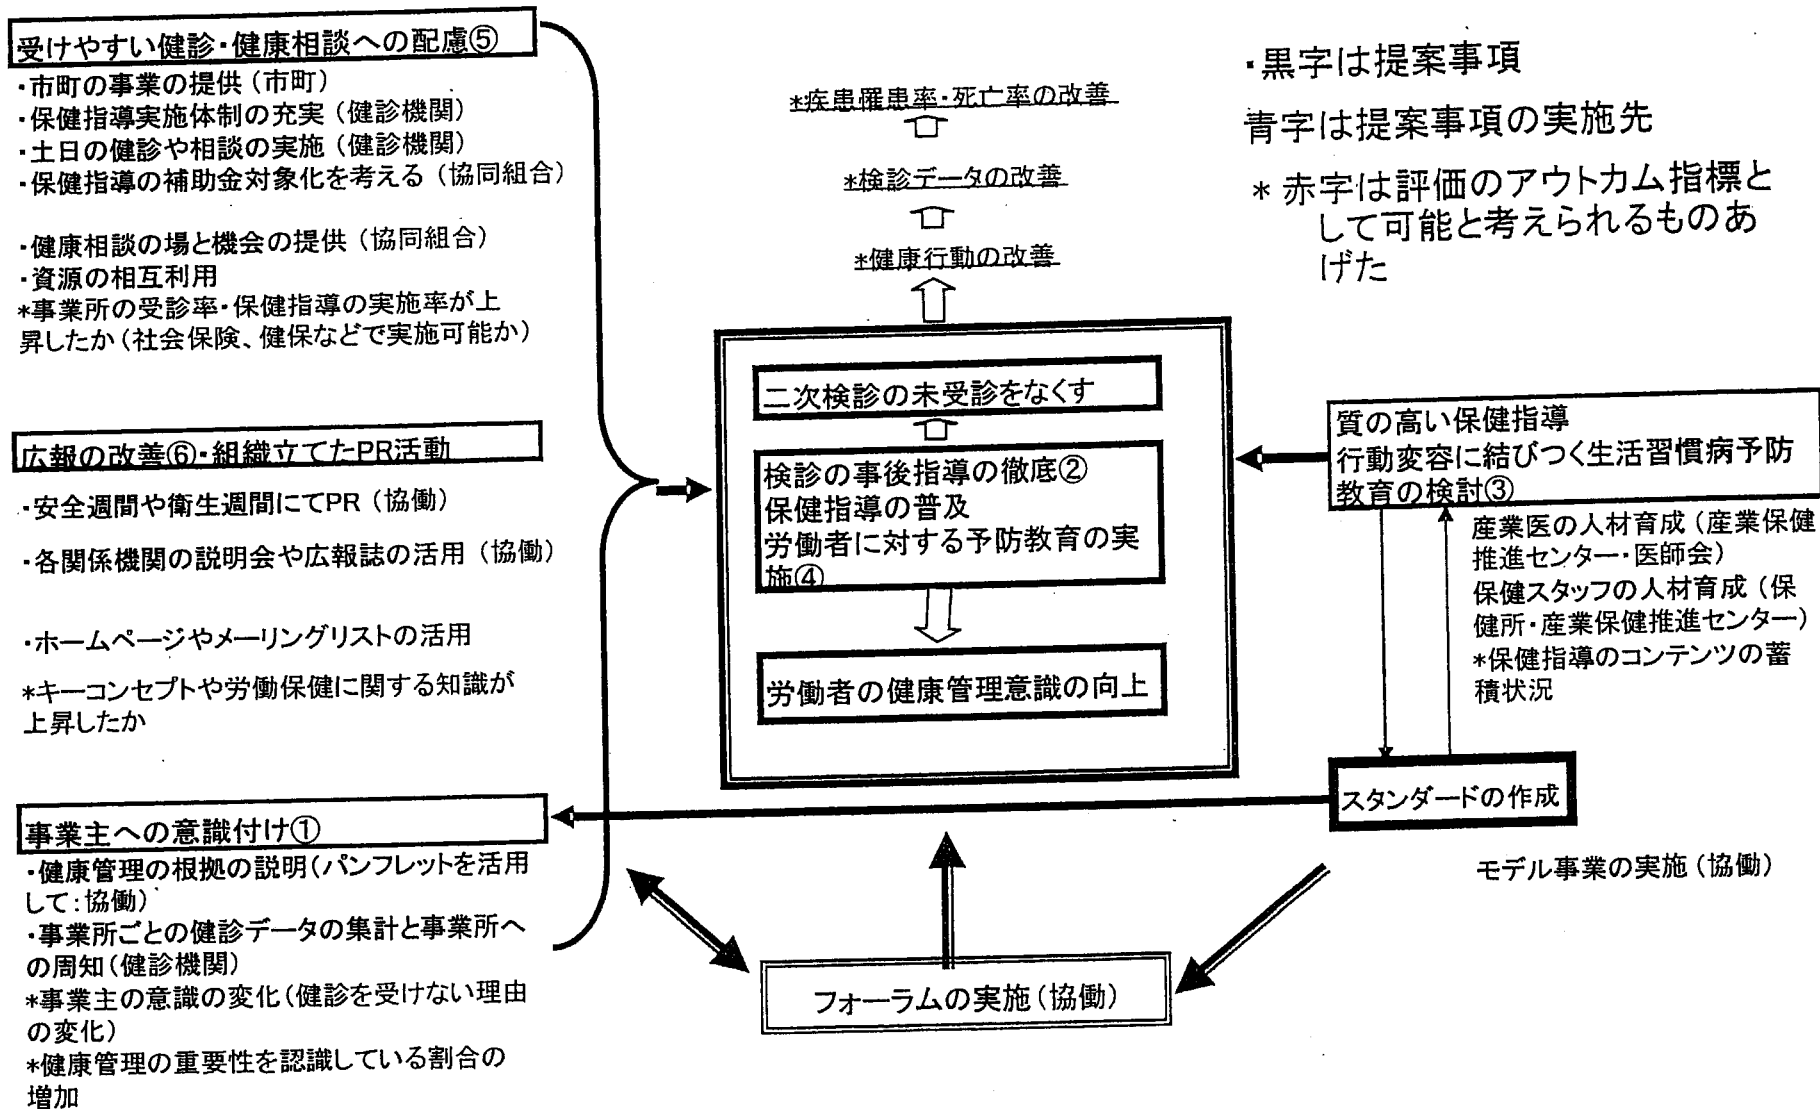 受けやすい健診・健康相談への配慮⑤
・市町の事業の提供（市町）
・保健指導実施体制の充実（健診機関）
・土日の健診や相談の実施（健診機関）
・保健指導の補助金対象化を考える（協同組合）
・健康相談の場と機会の提供（協同組合）
・資源の相互利用
*事業所の受診率・保健指導の実施率が上
昇したか（社会保険、健保などで実施可能か）
広報の改善⑥・組織立てたPR活動
・安全週間や衛生週間にてPR（協働）
・各関係機関の説明会や広報誌の活用（協働）
・ホームページやメーリングリストの活用
*キーコンセプトや労働保健に関する知識が
上昇したか
事業主への意識付け①
・健康管理の根拠の説明（パンフレットを活用
して：協働）
・事業所ごとの健診データの集計と事業所へ
の周知（健診機関）
*事業主の意識の変化（健診を受けない理由
の変化）
*健康管理の重要性を認識している割合の
増加
*疾患罹患率・死亡率の改善
*検診データの改善
*健康行動の改善
二次検診の未受診をなくす
検診の事後指導の徹底②
保健指導の普及
労働者に対する予防教育の実
施④
労働者の健康管理意識の向上
フォーラムの実施（協働）
・黒字は提案事項
青字は提案事項の実施先
* 赤字は評価のアウトカム指標と
して可能と考えられるものあ
げた
質の高い保健指導
行動変容に結びつく生活習慣病予防
教育の検討③
産業医の人材育成（産業保健
推進センター・医師会）
保健スタッフの人材育成（保
健所・産業保健推進センター）
*保健指導のコンテンツの蓄
積状況
スタンダードの作成
モデル事業の実施（協働）